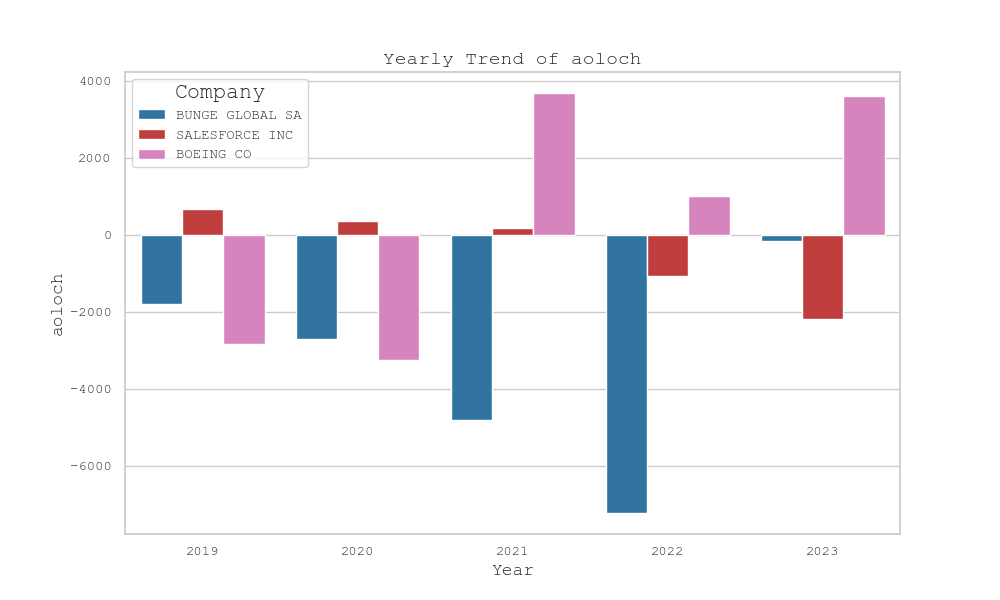 Yearly Trend of aoloch
Company
BUNGE GLOBAL SA
SALESFORCE INC
BOEING CO
aoloch
4000
2000
0
−2000
−4000
−6000
2019 2020 2021 2022 2023
Year